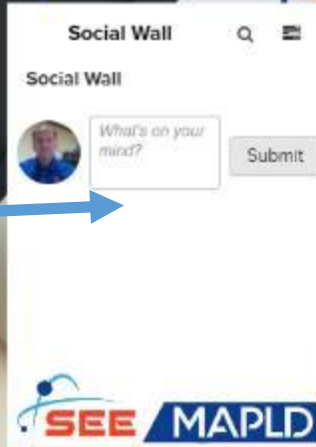 Social Wall
Social Wall
What's on your
mind?
Submit
SEE MAPLD